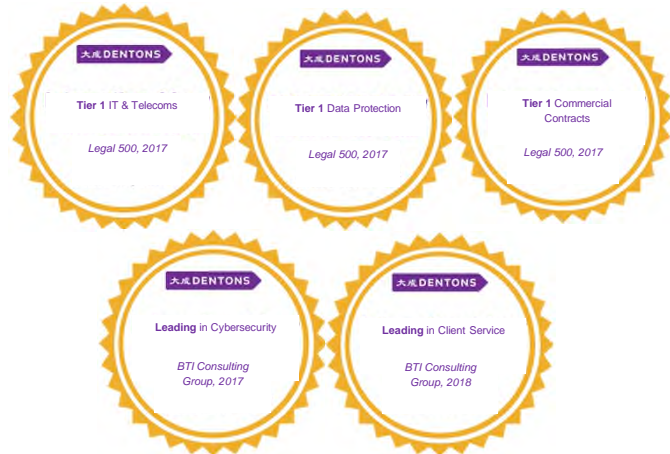 大成DENTONS
Tier 1 IT & Telecoms
Legal 500, 2017
大成DENTONS
Tier 1 Data Protection
Legal 500, 2017
大成DENTONS
Tier 1 Commercial
Contracts
Legal 500, 2017
大成DENTONS
Leading in Cybersecurity
BTI Consulting
Group, 2017
大成DENTONS
Leading in Client Service
BTI Consulting
Group, 2018